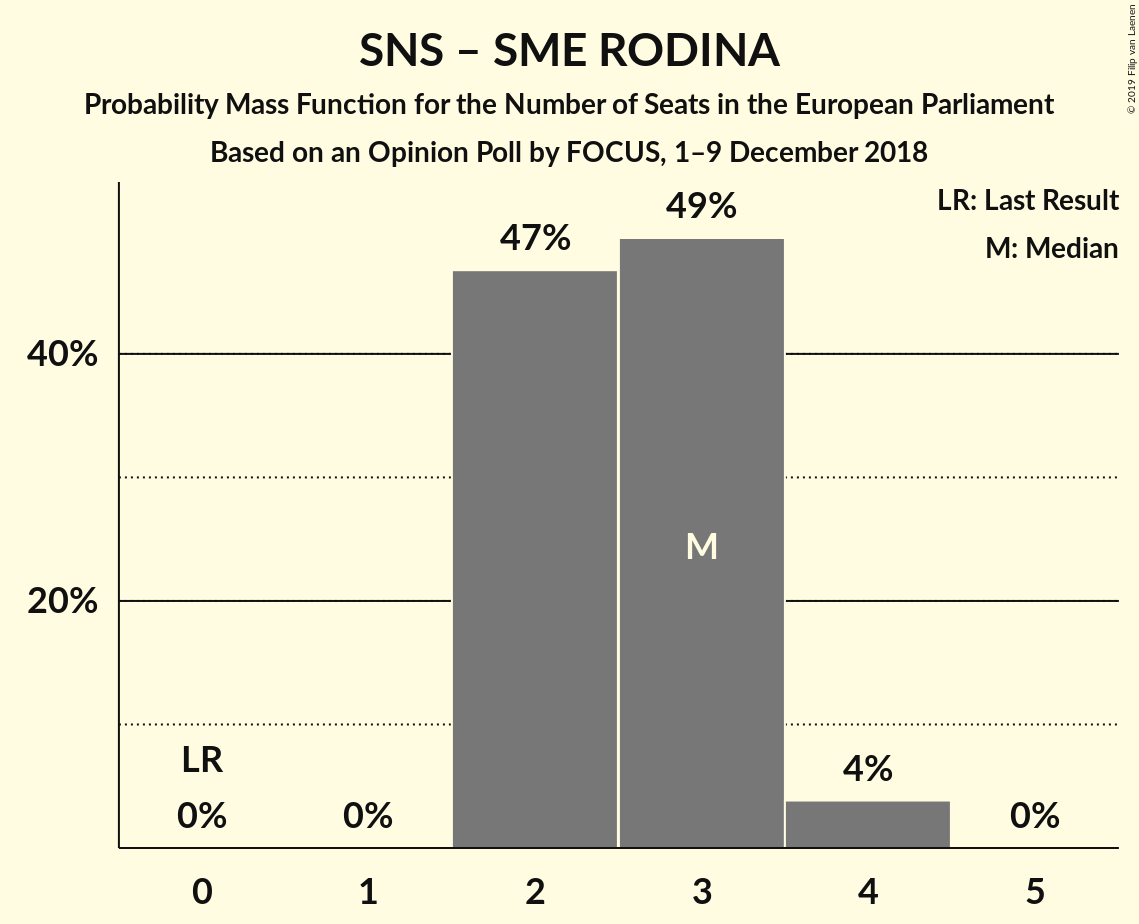 SNS – SME RODINA
Probability Mass Function for the Number of Seats in the European Parliament
Based on an Opinion Poll by FOCUS, 1–9 December 2018
© 2019 Filip van Laenen
LR: Last Result
M: Median
49%
47%
40%
M
20%
LR
4%
0%
0%
0%
0
1
2
3
4
5